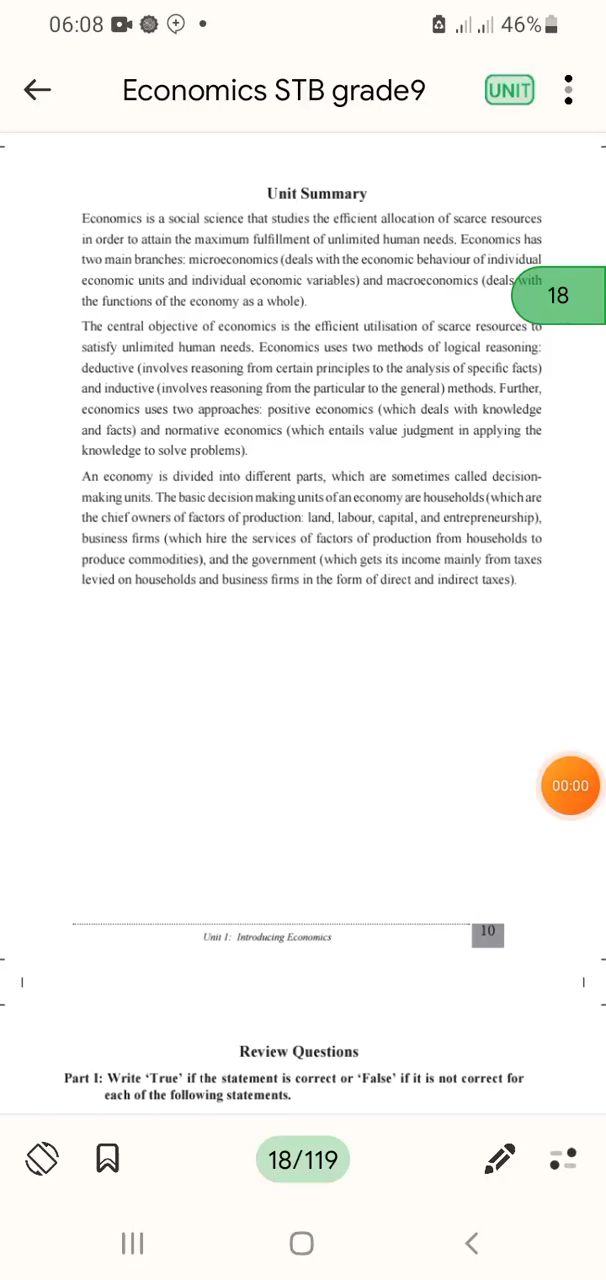 06:08
46%
Economics STB grade9
UNIT
Unit Summary
Economics is a social science that studies the efficient allocation of scarce resources
in order to attain the maximum fulfillment of unlimited human needs. Economics has
two main branches: microeconomics (deals with the economic behaviour of individual
economic units and individual economic variables) and macroeconomics (deals with
the functions of the economy as a whole).
18
The central objective of economics is the efficient utilisation of scarce resources to
satisfy unlimited human needs. Economics uses two methods of logical reasoning:
deductive (involves reasoning from certain principles to the analysis of specific facts)
and inductive (involves reasoning from the particular to the general) methods. Further,
economics uses two approaches: positive economics (which deals with knowledge
and facts) and normative economics (which entails value judgment in applying the
knowledge to solve problems).
An economy is divided into different parts, which are sometimes called decision-
making units. The basic decision making units of an economy are households (which are
the chief owners of factors of production: land, labour, capital, and entrepreneurship),
business firms (which hire the services of factors of production from households to
produce commodities), and the government (which gets its income mainly from taxes
levied on households and business firms in the form of direct and indirect taxes).
00:00
Unit 1: Introducing Economics
10
Review Questions
Part I: Write ‘True’ if the statement is correct or ‘False’ if it is not correct for
each of the following statements.
18/119